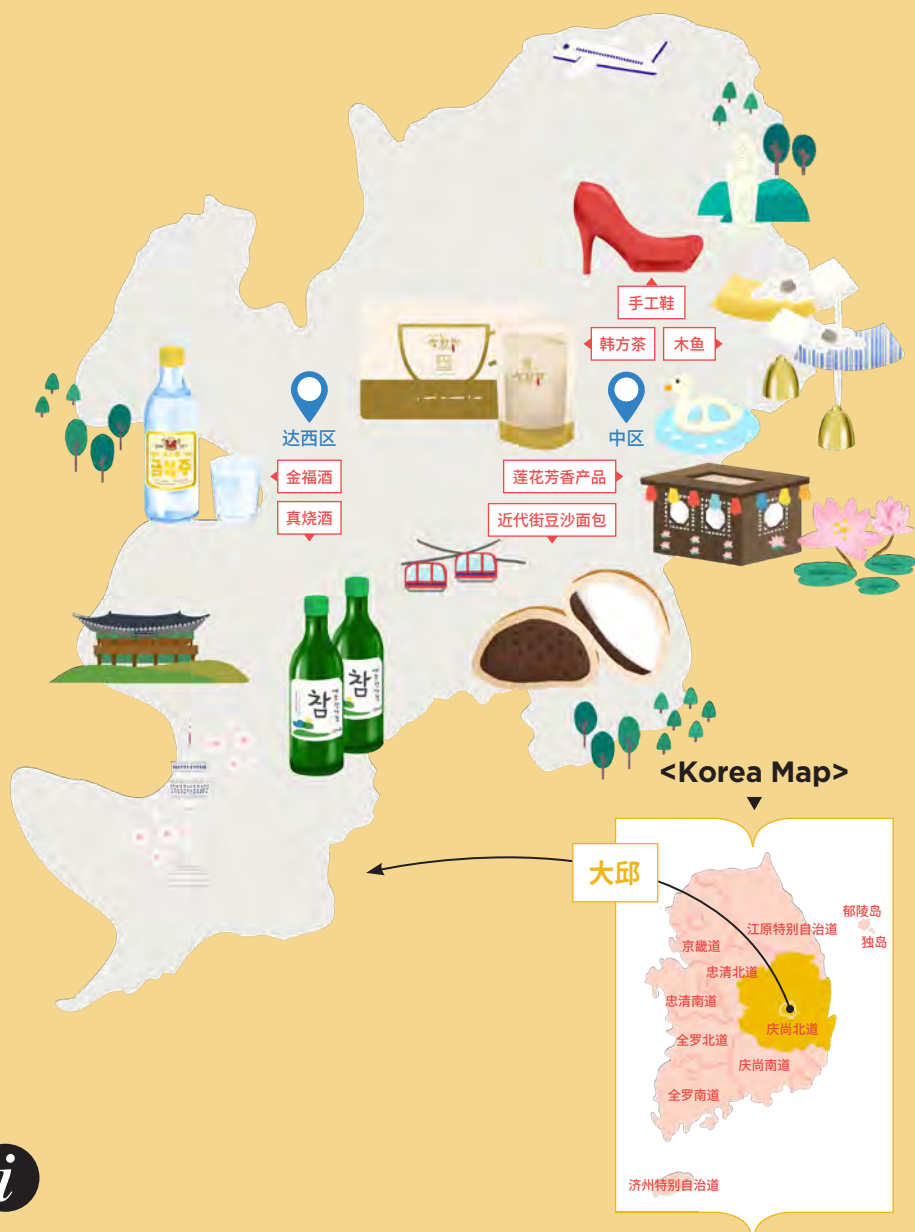 手工鞋
韩方茶
木鱼
达西区
中区
金福酒
真烧酒
莲花芳香产品
近代街豆沙面包
금복주
참
참
<Korea Map>
大邱
郁陵岛
独岛
江原特别自治道
京畿道
忠清北道
忠清南道
庆尚北道
全罗北道
庆尚南道
全罗南道
济州特别自治道
i